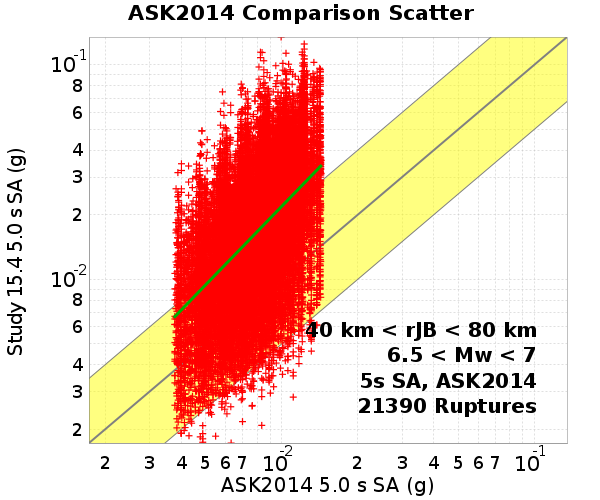 ASK2014 Comparison Scatter
Study 15.4 5.0 s SA (g)
10⁻¹
8
6
4
3
2
10⁻²
8
6
4
3
2
40 km < rJB < 80 km
6.5 < Mw < 7
5s SA, ASK2014
21390 Ruptures
2 3 4 5 6 7 10⁻² 2 3 4 5 6 7 10⁻¹
ASK2014 5.0 s SA (g)